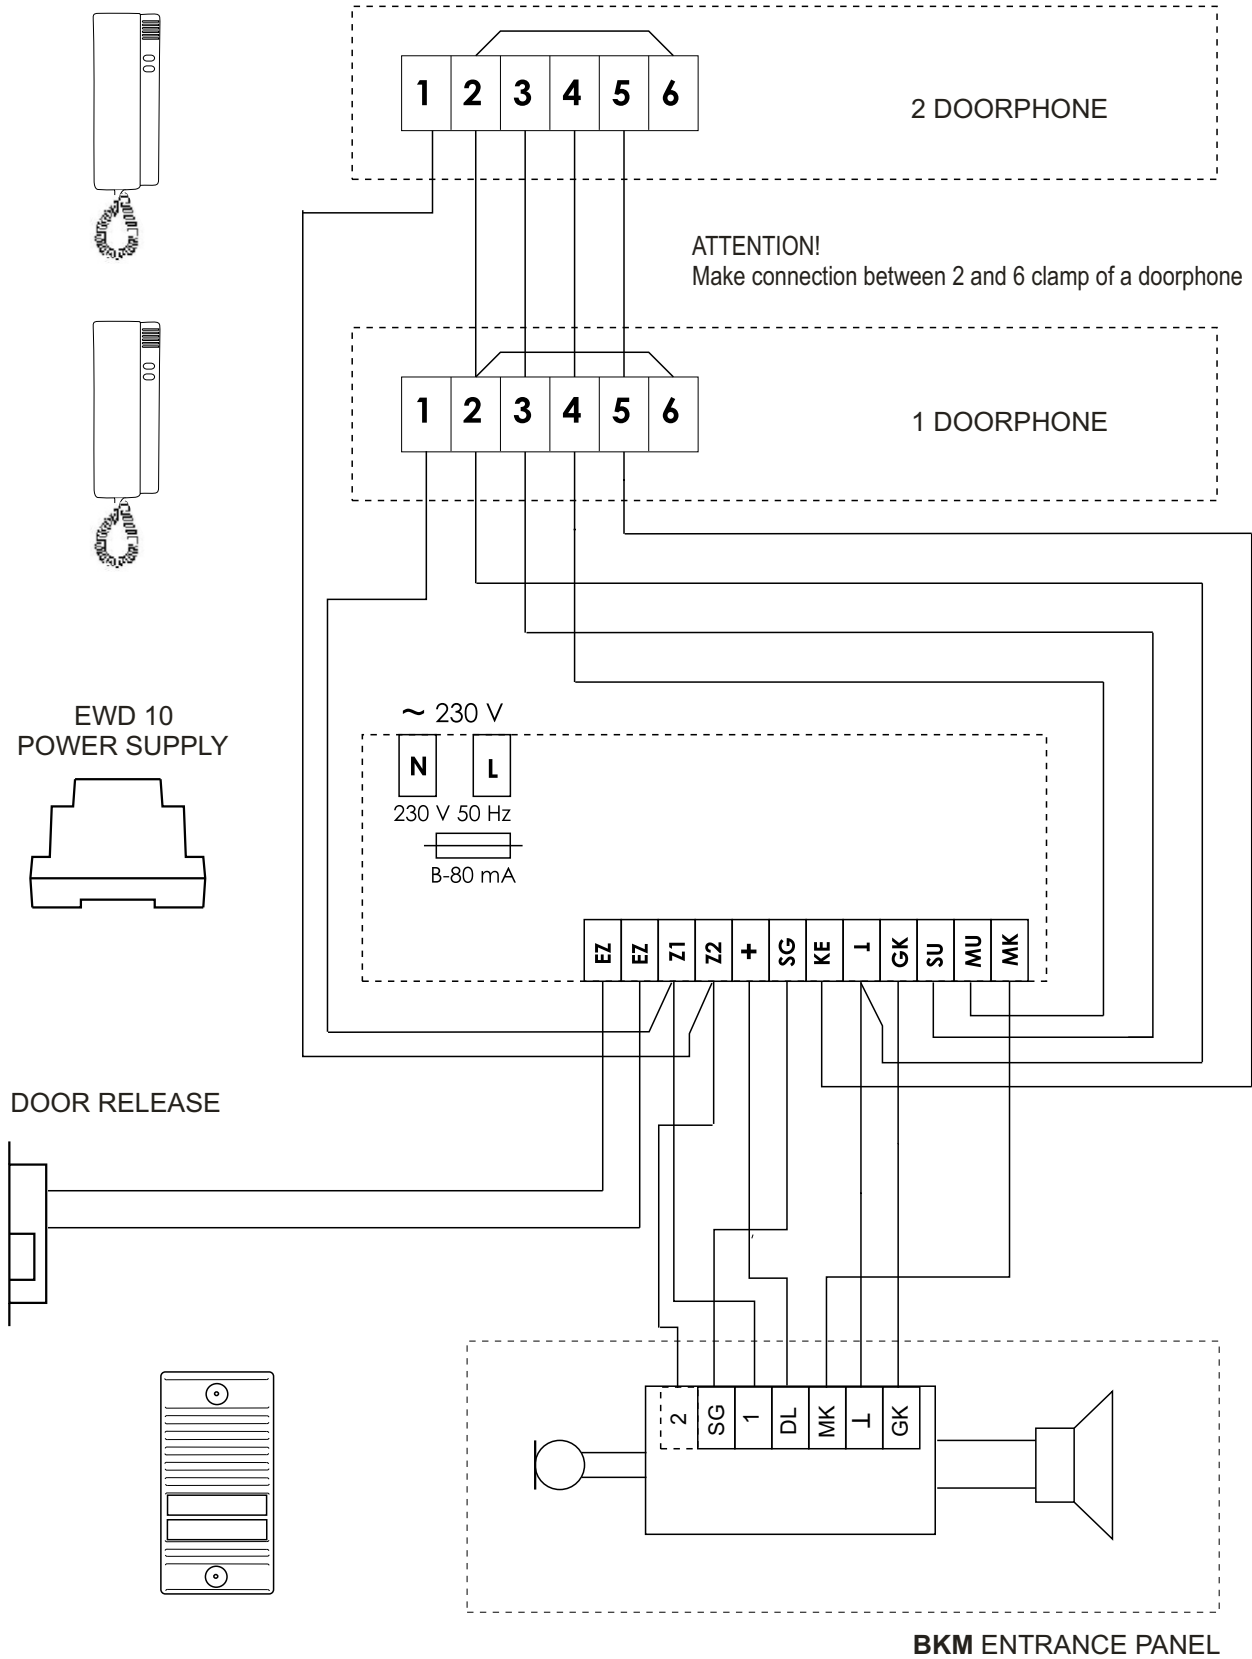 1 2 3 4 5 6
2 DOORPHONE
ATTENTION!
Make connection between 2 and 6 clamp of a doorphone
1 2 3 4 5 6
1 DOORPHONE
EWD 10
POWER SUPPLY
~ 230 V
N L
230 V 50 Hz
B-80 mA
EZ EZ Z1 Z2 + SG KE ⊥ GK SU MU MK
DOOR RELEASE
2 SG 1 DL MK ⊥ GK
BKM ENTRANCE PANEL